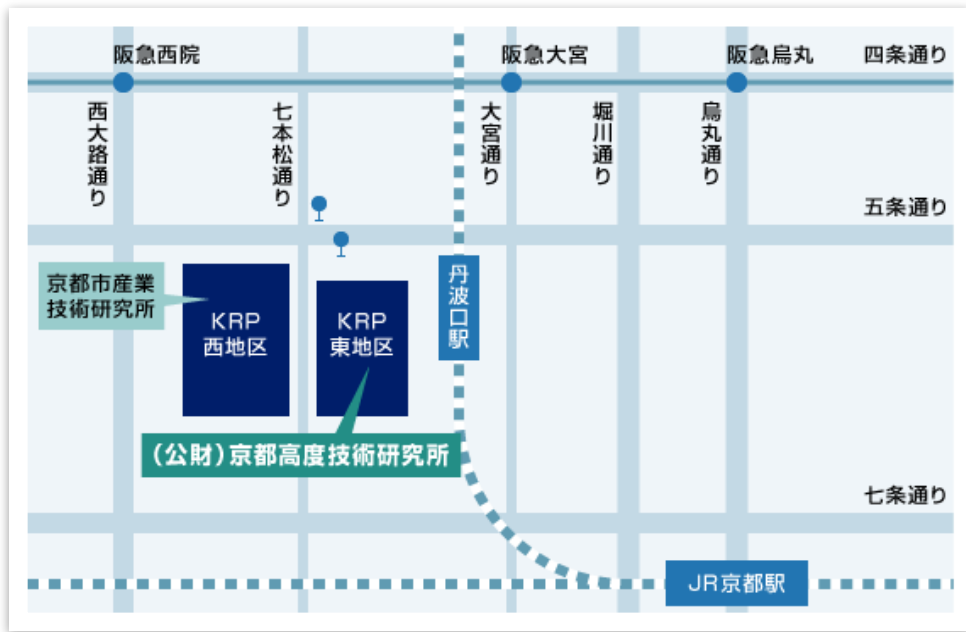 阪急西院
阪急大宮
阪急烏丸
四条通り
西大路通り
七本松通り
大宮通り
堀川通り
烏丸通り
五条通り
京都市産業
技術研究所
KRP
西地区
KRP
東地区
丹波口駅
(公財)京都高度技術研究所
七条通り
JR京都駅